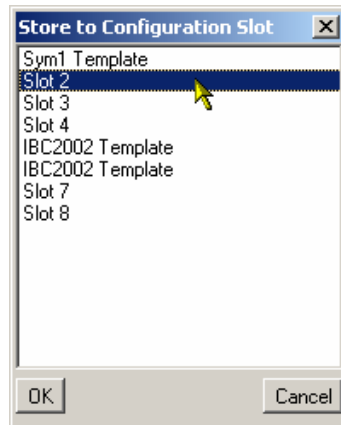 Store to Configuration Slot
Sym1 Template
Slot 2
Slot 3
Slot 4
IBC2002 Template
IBC2002 Template
Slot 7
Slot 8
OK Cancel